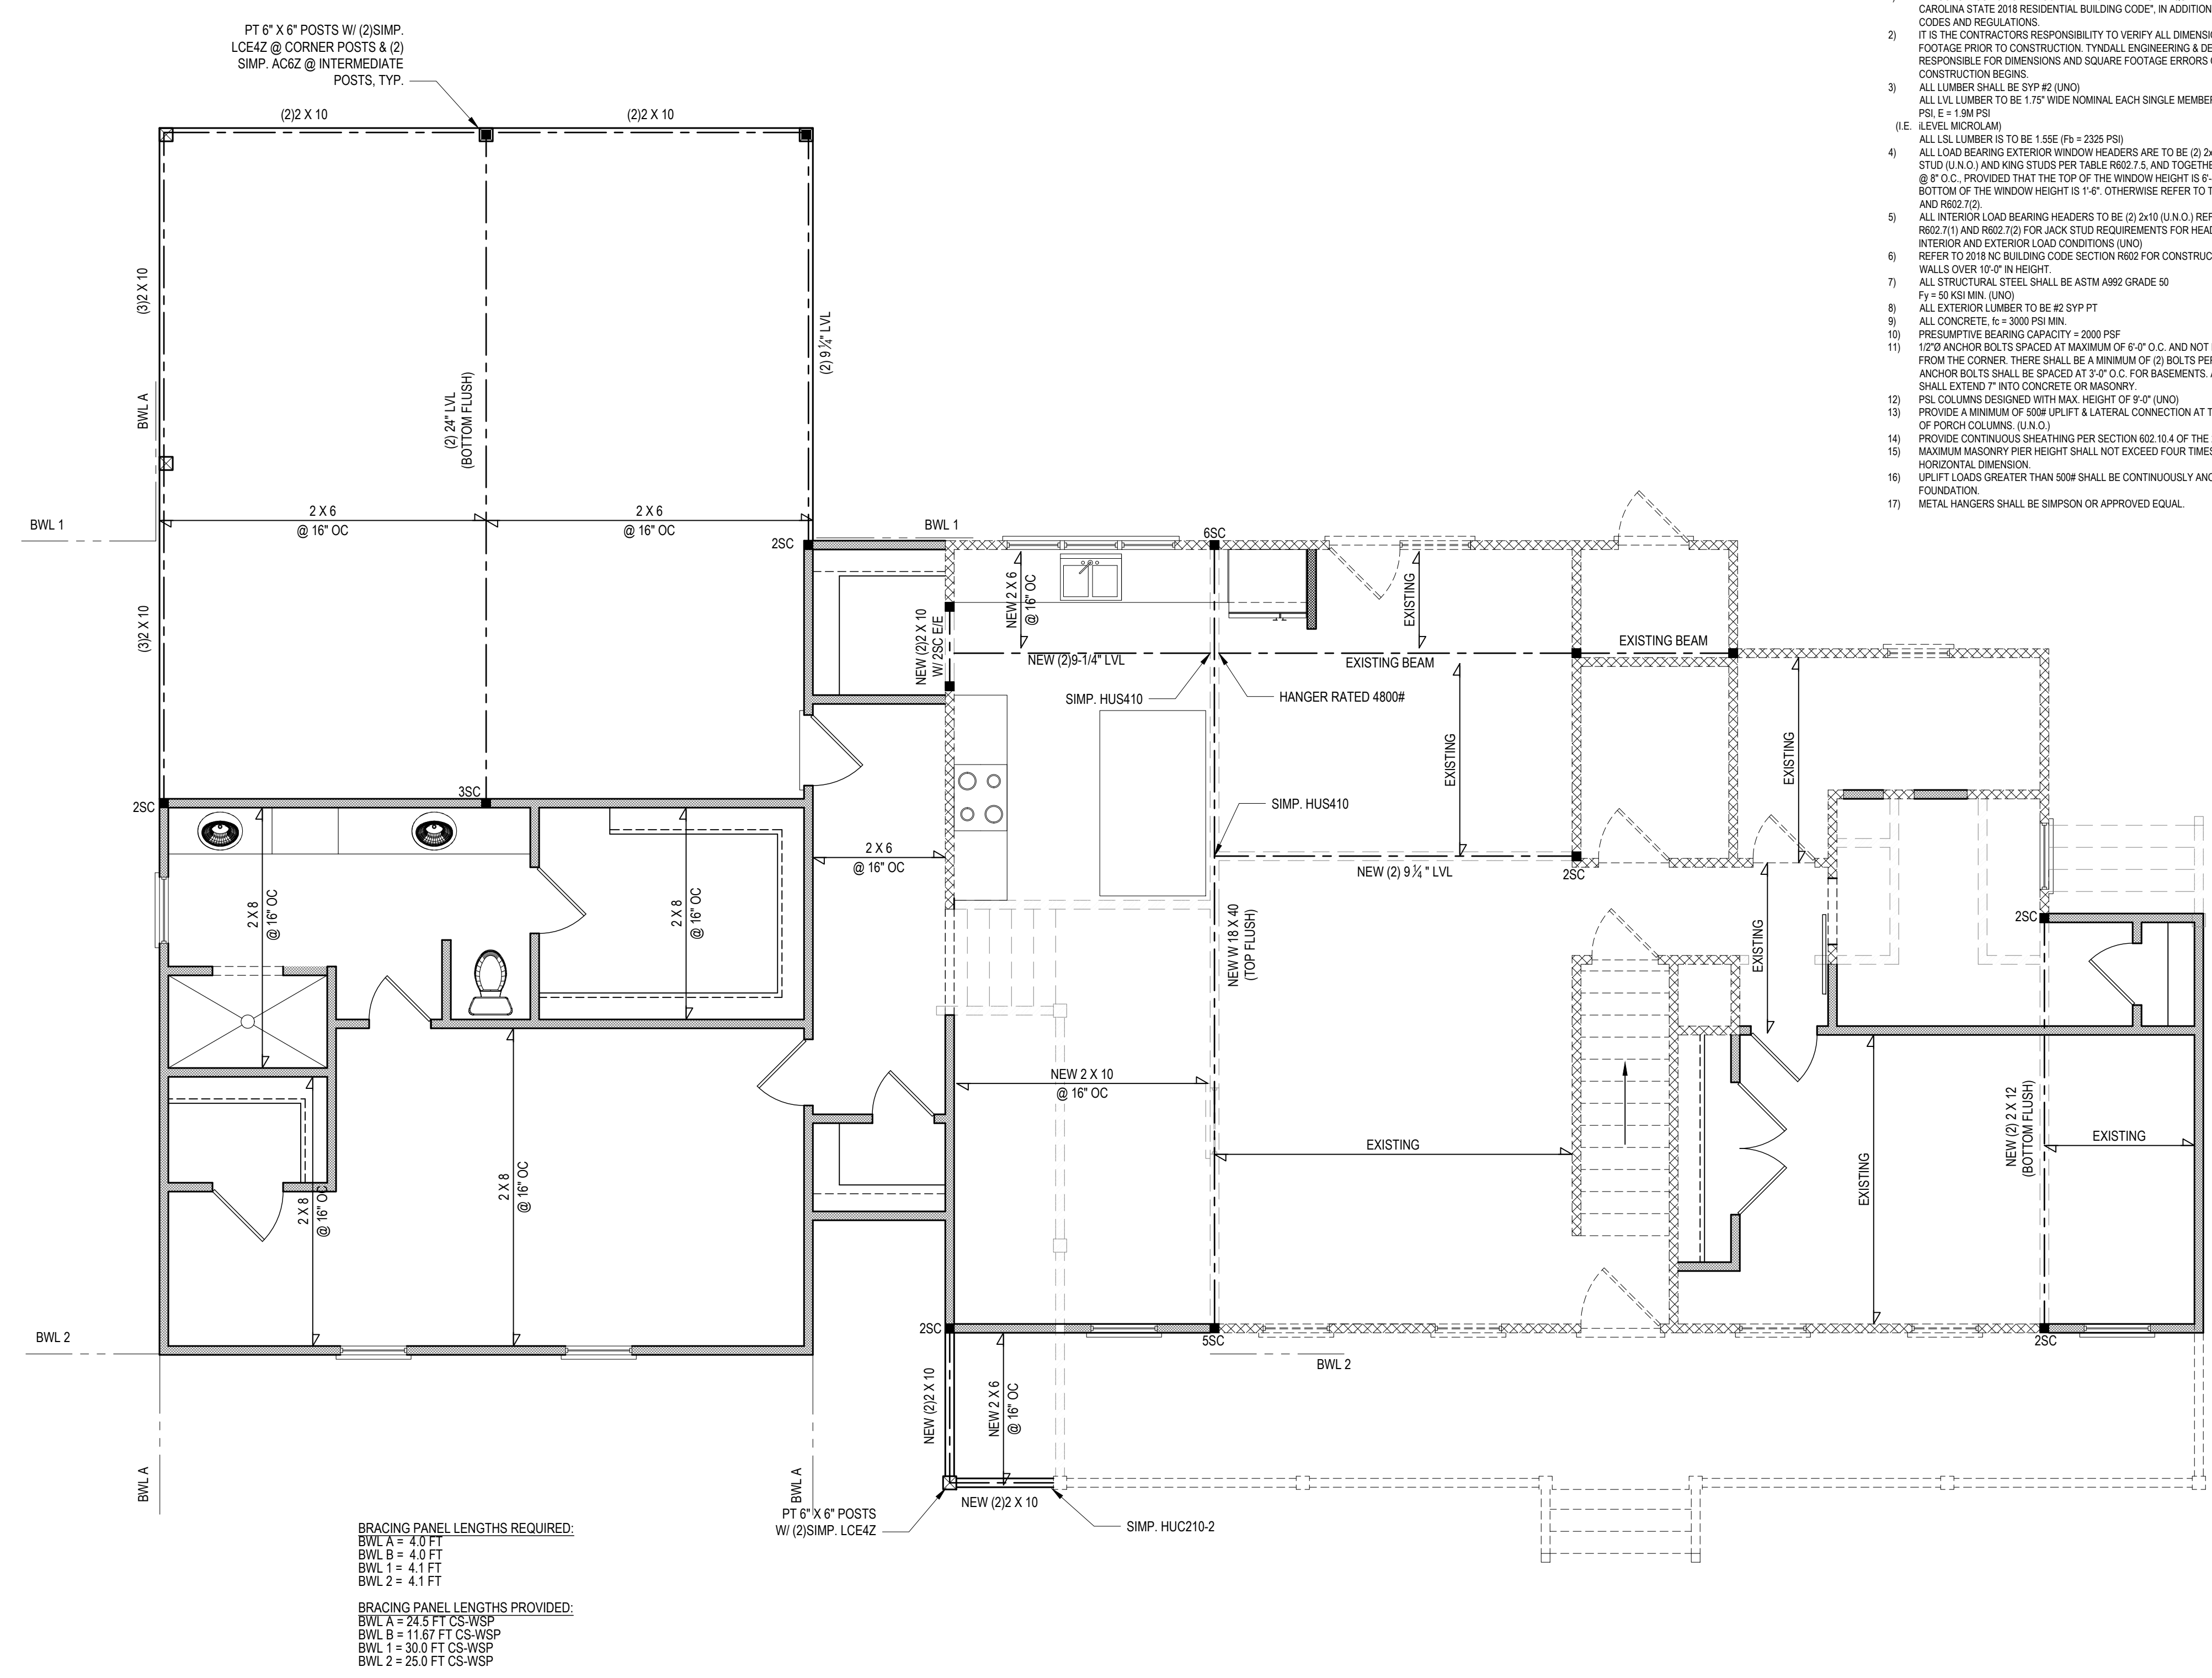 PT 6" X 6" POSTS W/ (2)SIMP.
LCE4Z @ CORNER POSTS & (2)
SIMP. AC6Z @ INTERMEDIATE
POSTS, TYP.
(2)2 X 10
(2)2 X 10
(3)2 X 10
BWL A
(2) 24" LVL
(BOTTOM FLUSH)
(2) 9 ¼" LVL
2 X 6
@ 16" OC
2 X 6
@ 16" OC
BWL 1
BWL 1
2SC
6SC
(3)2 X 10
NEW (2)2 X 10
W/ 2SC E/E
NEW 2 X 6
@ 16" OC
EXISTING
NEW (2)9-1/4" LVL
EXISTING BEAM
EXISTING BEAM
SIMP. HUS410
HANGER RATED 4800#
EXISTING
EXISTING
2SC
3SC
SIMP. HUS410
2 X 8
@ 16" OC
2 X 8
@ 16" OC
2 X 6
@ 16" OC
NEW (2) 9 ¼ " LVL
2SC
NEW W 18 X 40
(TOP FLUSH)
EXISTING
2SC
2 X 8
@ 16" OC
2 X 8
@ 16" OC
NEW 2 X 10
@ 16" OC
EXISTING
EXISTING
NEW (2) 2 X 12
(BOTTOM FLUSH)
EXISTING
BWL 2
2SC
5SC
BWL 2
2SC
NEW (2)2 X 10
NEW 2 X 6
@ 16" OC
BWL A
BWL A
PT 6" X 6" POSTS
W/ (2)SIMP. LCE4Z
NEW (2)2 X 10
SIMP. HUC210-2
BRACING PANEL LENGTHS REQUIRED:
BWL A = 4.0 FT
BWL B = 4.0 FT
BWL 1 = 4.1 FT
BWL 2 = 4.1 FT
BRACING PANEL LENGTHS PROVIDED:
BWL A = 24.5 FT CS-WSP
BWL B = 11.67 FT CS-WSP
BWL 1 = 30.0 FT CS-WSP
BWL 2 = 25.0 FT CS-WSP
CAROLINA STATE 2018 RESIDENTIAL BUILDING CODE", IN ADDITION
CODES AND REGULATIONS.
2) IT IS THE CONTRACTORS RESPONSIBILITY TO VERIFY ALL
FOOTAGE PRIOR TO CONSTRUCTION. TYNDALL ENGINEERING &
RESPONSIBLE FOR DIMENSIONS AND SQUARE FOOTAGE ERRORS
CONSTRUCTION BEGINS.
3) ALL LUMBER SHALL BE SYP #2 (UNO)
ALL LVL LUMBER TO BE 1.75" WIDE NOMINAL EACH SINGLE
PSI, E = 1.9M PSI
(I.E. iLEVEL MICROLAM)
ALL LSL LUMBER IS TO BE 1.55E (Fb = 2325 PSI)
4) ALL LOAD BEARING EXTERIOR WINDOW HEADERS ARE TO BE (2)
STUD (U.N.O.) AND KING STUDS PER TABLE R602.7.5, AND
@ 8" O.C., PROVIDED THAT THE TOP OF THE WINDOW HEIGHT IS
BOTTOM OF THE WINDOW HEIGHT IS 1'-6". OTHERWISE REFER TO
AND R602.7(2).
5) ALL INTERIOR LOAD BEARING HEADERS TO BE (2) 2x10 (U.N.O.)
R602.7(1) AND R602.7(2) FOR JACK STUD REQUIREMENTS FOR
INTERIOR AND EXTERIOR LOAD CONDITIONS (UNO)
6) REFER TO 2018 NC BUILDING CODE SECTION R602 FOR
WALLS OVER 10'-0" IN HEIGHT.
7) ALL STRUCTURAL STEEL SHALL BE ASTM A992 GRADE 50
Fy = 50 KSI MIN. (UNO)
8) ALL EXTERIOR LUMBER TO BE #2 SYP PT
9) ALL CONCRETE, fc = 3000 PSI MIN.
10) PRESUMPTIVE BEARING CAPACITY = 2000 PSF
11) 1/2"Ø ANCHOR BOLTS SPACED AT MAXIMUM OF 6'-0" O.C. AND NOT
FROM THE CORNER. THERE SHALL BE A MINIMUM OF (2) BOLTS
ANCHOR BOLTS SHALL BE SPACED AT 3'-0" O.C. FOR BASEMENTS.
SHALL EXTEND 7" INTO CONCRETE OR MASONRY.
12) PSL COLUMNS DESIGNED WITH MAX. HEIGHT OF 9'-0" (UNO)
13) PROVIDE A MINIMUM OF 500# UPLIFT & LATERAL CONNECTION AT
OF PORCH COLUMNS. (U.N.O.)
14) PROVIDE CONTINUOUS SHEATHING PER SECTION 602.10.4 OF THE
15) MAXIMUM MASONRY PIER HEIGHT SHALL NOT EXCEED FOUR TIMES
HORIZONTAL DIMENSION.
16) UPLIFT LOADS GREATER THAN 500# SHALL BE CONTINUOUSLY
FOUNDATION.
17) METAL HANGERS SHALL BE SIMPSON OR APPROVED EQUAL.